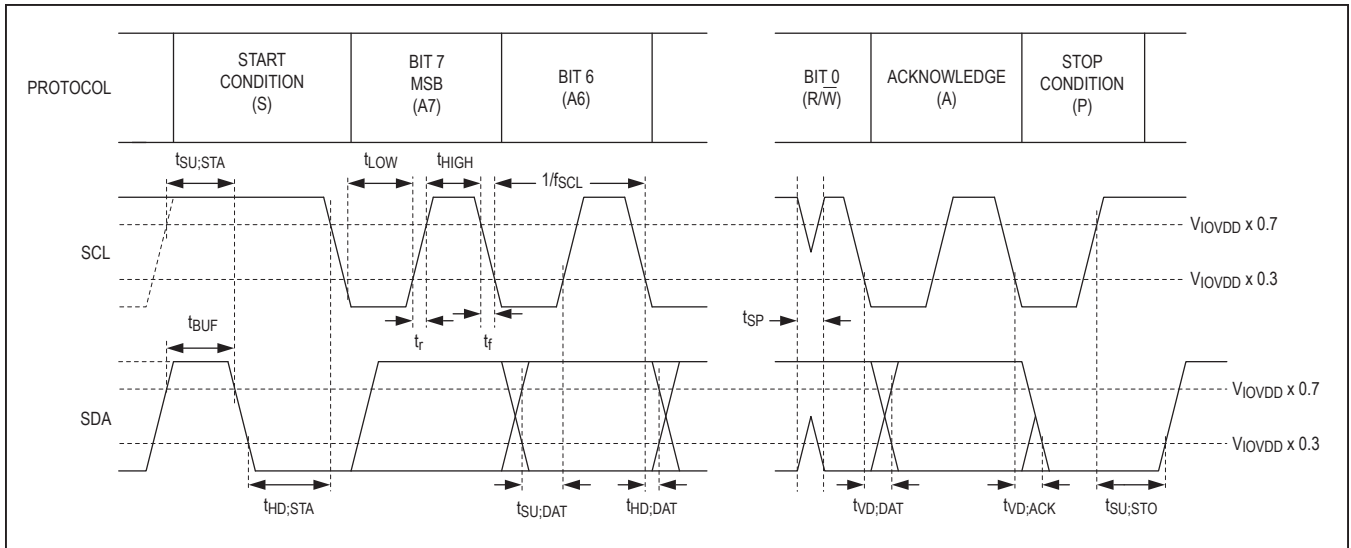 PROTOCOL
START
CONDITION
(S)
BIT 7
MSB
(A7)
BIT 6
(A6)
BIT 0
(R/W̅)
ACKNOWLEDGE
(A)
STOP
CONDITION
(P)
tSU;STA
tLOW
tHIGH
1/fSCL
SCL
VIOVDD x 0.7
VIOVDD x 0.3
tBUF
tr
tf
tSP
SDA
VIOVDD x 0.7
VIOVDD x 0.3
tHD;STA
tSU;DAT
tHD;DAT
tVD;DAT
tVD;ACK
tSU;STO